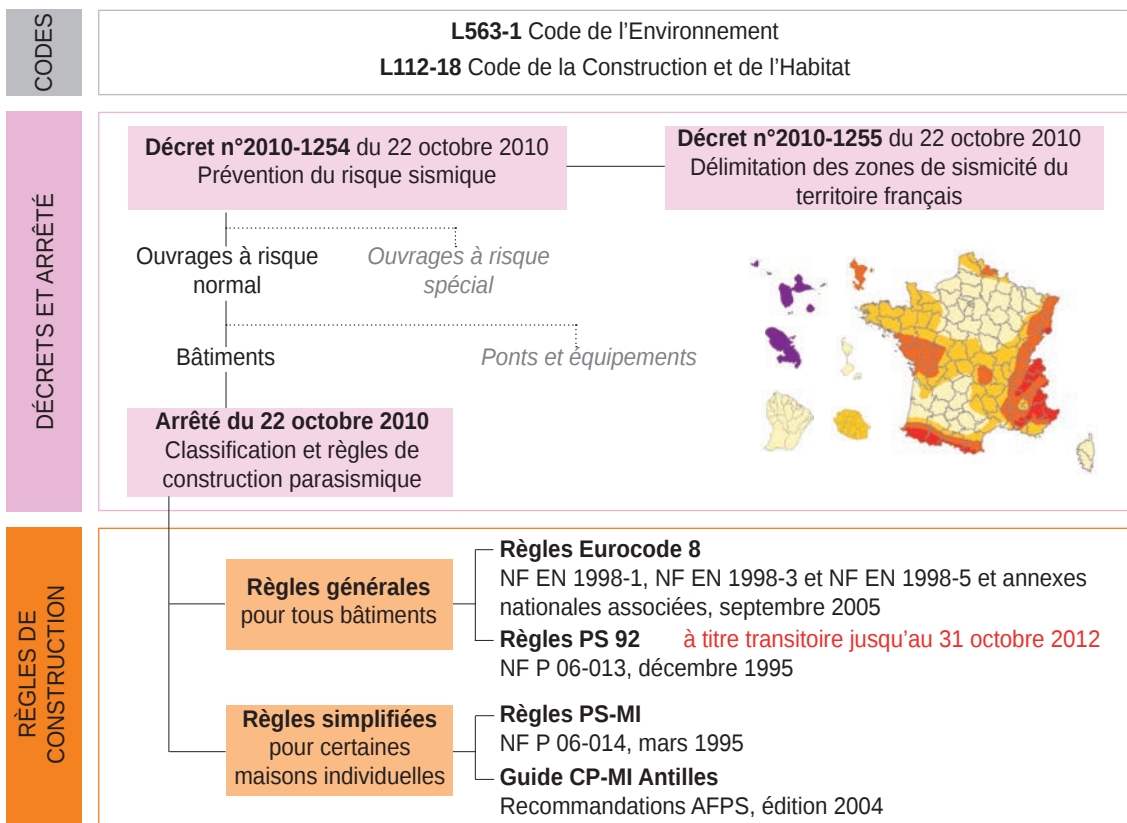 CODES
L563-1 Code de l'Environnement
L112-18 Code de la Construction et de l'Habitat
DÉCRETS ET ARRÊTÉ
Décret n°2010-1254 du 22 octobre 2010
Prévention du risque sismique
Décret n°2010-1255 du 22 octobre 2010
Délimitation des zones de sismicité du
territoire français
Ouvrages à risque
normal
Ouvrages à risque
spécial
Bâtiments
Ponts et équipements
Arrêté du 22 octobre 2010
Classification et règles de
construction parasismique
RÈGLES DE
CONSTRUCTION
Règles générales
pour tous bâtiments
Règles Eurocode 8
NF EN 1998-1, NF EN 1998-3 et NF EN 1998-5 et annexes
nationales associées, septembre 2005
Règles PS 92 à titre transitoire jusqu'au 31 octobre 2012
NF P 06-013, décembre 1995
Règles simplifiées
pour certaines
maisons individuelles
Règles PS-MI
NF P 06-014, mars 1995
Guide CP-MI Antilles
Recommandations AFPS, édition 2004